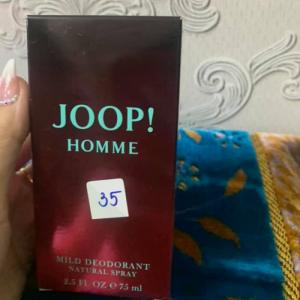 JOOP!
HOMME
35
MILD DEODORANT
NATURAL SPRAY
2.5 FL OZ ℮ 75 ml